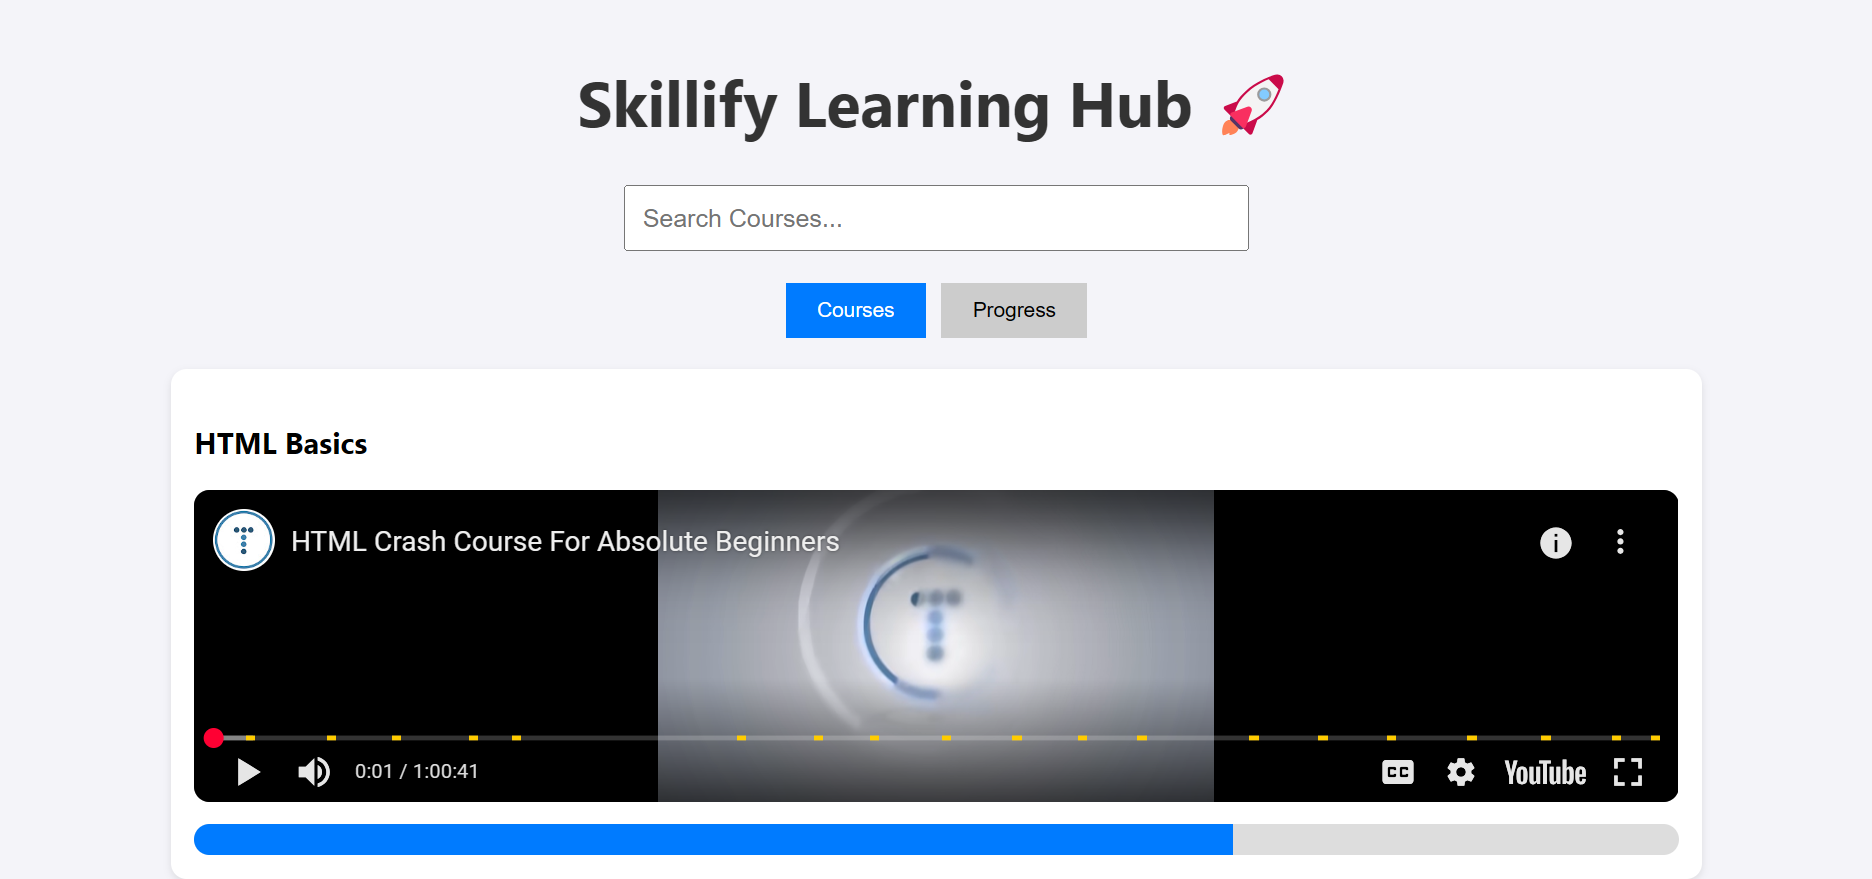 Skillify Learning Hub 🚀
Search Courses...
Courses Progress
HTML Basics
T HTML Crash Course For Absolute Beginners i
T
0:01 / 1:00:41 CC YouTube